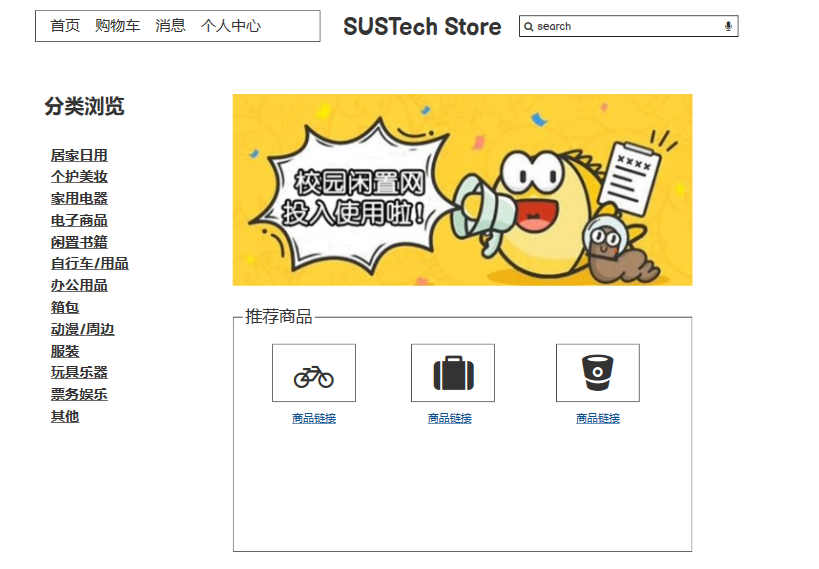 首页 购物车 消息 个人中心
SUSTech Store
search
分类浏览
居家日用
个护美妆
家用电器
电子商品
闲置书籍
自行车/用品
办公用品
箱包
动漫/周边
服装
玩具乐器
票务娱乐
其他
校园闲置网
投入使用啦!
××××
推荐商品
商品链接
商品链接
商品链接